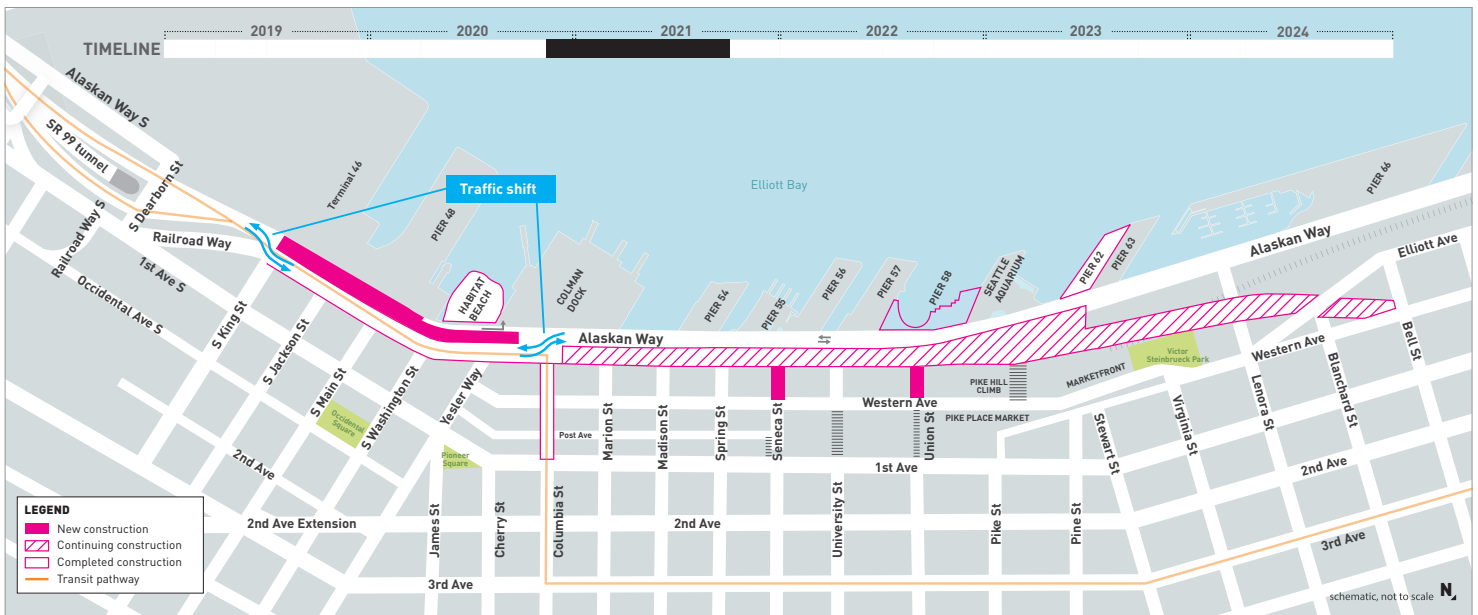 2019
2020
2021
2022
2023
2024
TIMELINE
Alaskan Way S
SR 99 tunnel
S Dearborn St
Railroad Way S
Railroad Way
Terminal 46
Traffic shift
Elliott Bay
PIER 48
HABITAT
BEACH
COLMAN
DOCK
PIER 54
PIER 55
PIER 56
PIER 57
PIER 58
SEATTLE
AQUARIUM
PIER 62
PIER 63
PIER 66
Alaskan Way
Alaskan Way
Elliott Ave
1st Ave S
Occidental Ave S
S King St
S Jackson St
S Main St
S Washington St
Yesler Way
Occidental
Square
2nd Ave
Pioneer
Square
Post Ave
Marion St
Madison St
Spring St
Seneca St
Western Ave
Union St
PIKE HILL
CLIMB
MARKETFRONT
PIKE PLACE MARKET
Victor
Steinbrueck Park
Western Ave
Bell St
Blanchard St
Lenora St
Virginia St
Stewart St
1st Ave
2nd Ave
2nd Ave Extension
James St
Cherry St
Columbia St
2nd Ave
University St
Pike St
Pine St
3rd Ave
3rd Ave
LEGEND
New construction
Continuing construction
Completed construction
Transit pathway
schematic, not to scale
N